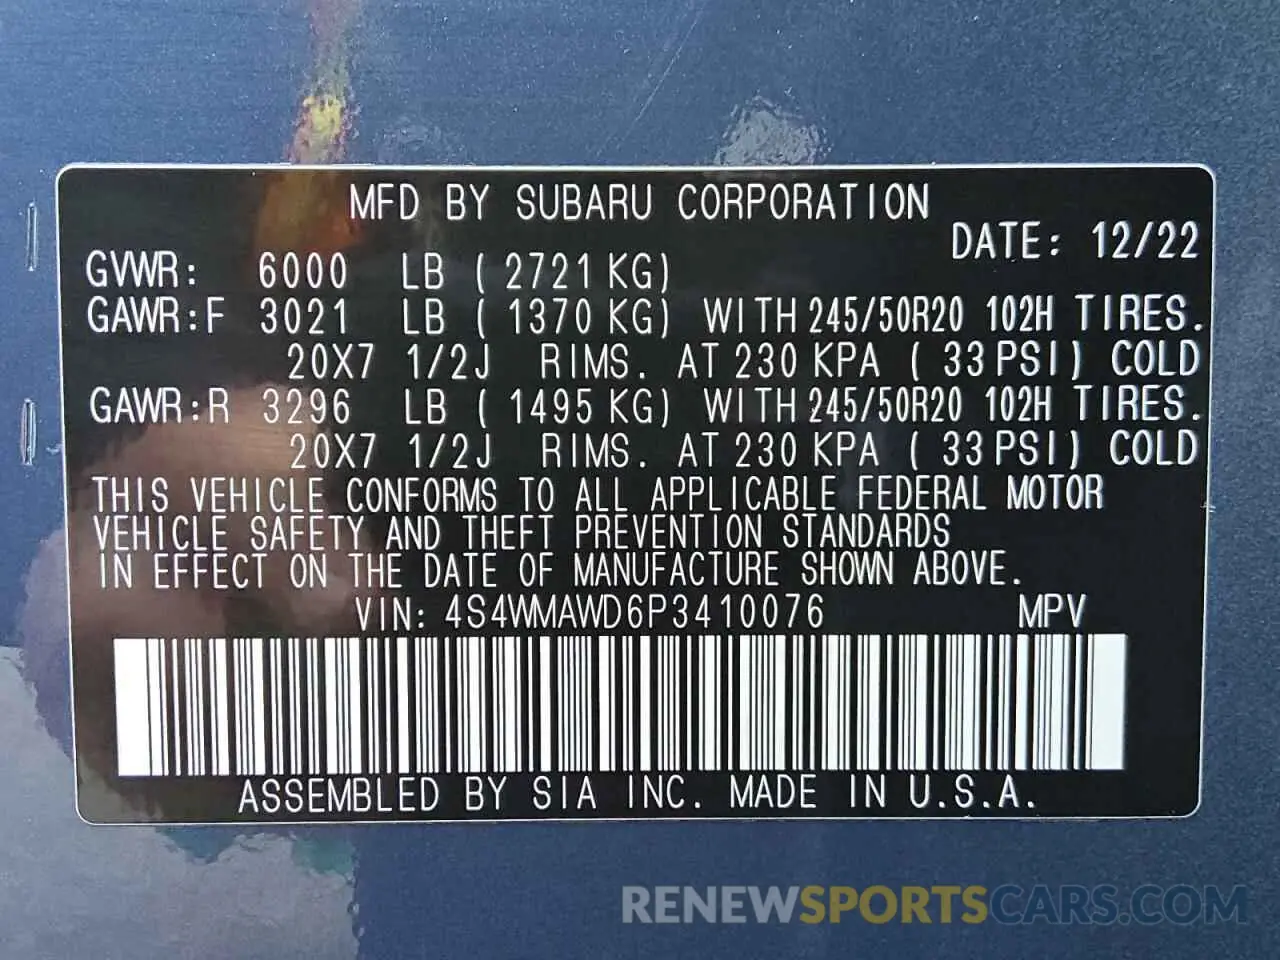 MFD BY SUBARU CORPORATION
DATE: 12/22
GVWR: 6000 LB ( 2721 KG)
GAWR:F 3021 LB ( 1370 KG) WITH 245/50R20 102H TIRES.
20X7 1/2J RIMS. AT 230 KPA ( 33 PSI) COLD
GAWR:R 3296 LB ( 1495 KG) WITH 245/50R20 102H TIRES.
20X7 1/2J RIMS. AT 230 KPA ( 33 PSI) COLD
THIS VEHICLE CONFORMS TO ALL APPLICABLE FEDERAL MOTOR
VEHICLE SAFETY AND THEFT PREVENTION STANDARDS
IN EFFECT ON THE DATE OF MANUFACTURE SHOWN ABOVE.
VIN: 4S4WMAWD6P3410076 MPV
ASSEMBLED BY SIA INC. MADE IN U.S.A.
RENEWSPORTSCARS.COM